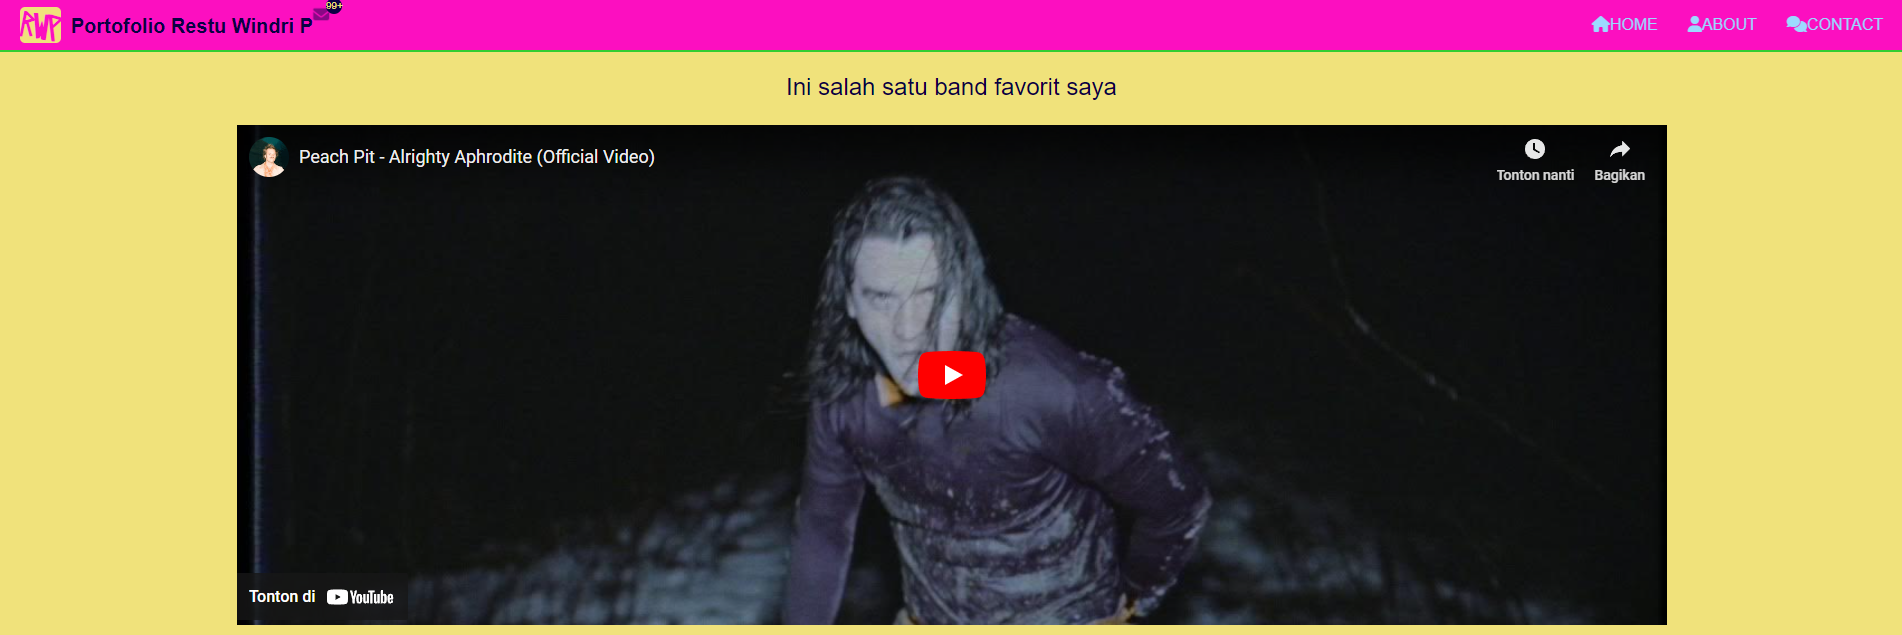 RWP Portofolio Restu Windri P 99+ HOME ABOUT CONTACT
Ini salah satu band favorit saya
Peach Pit - Alrighty Aphrodite (Official Video)
Tonton nanti Bagikan
Tonton di YouTube